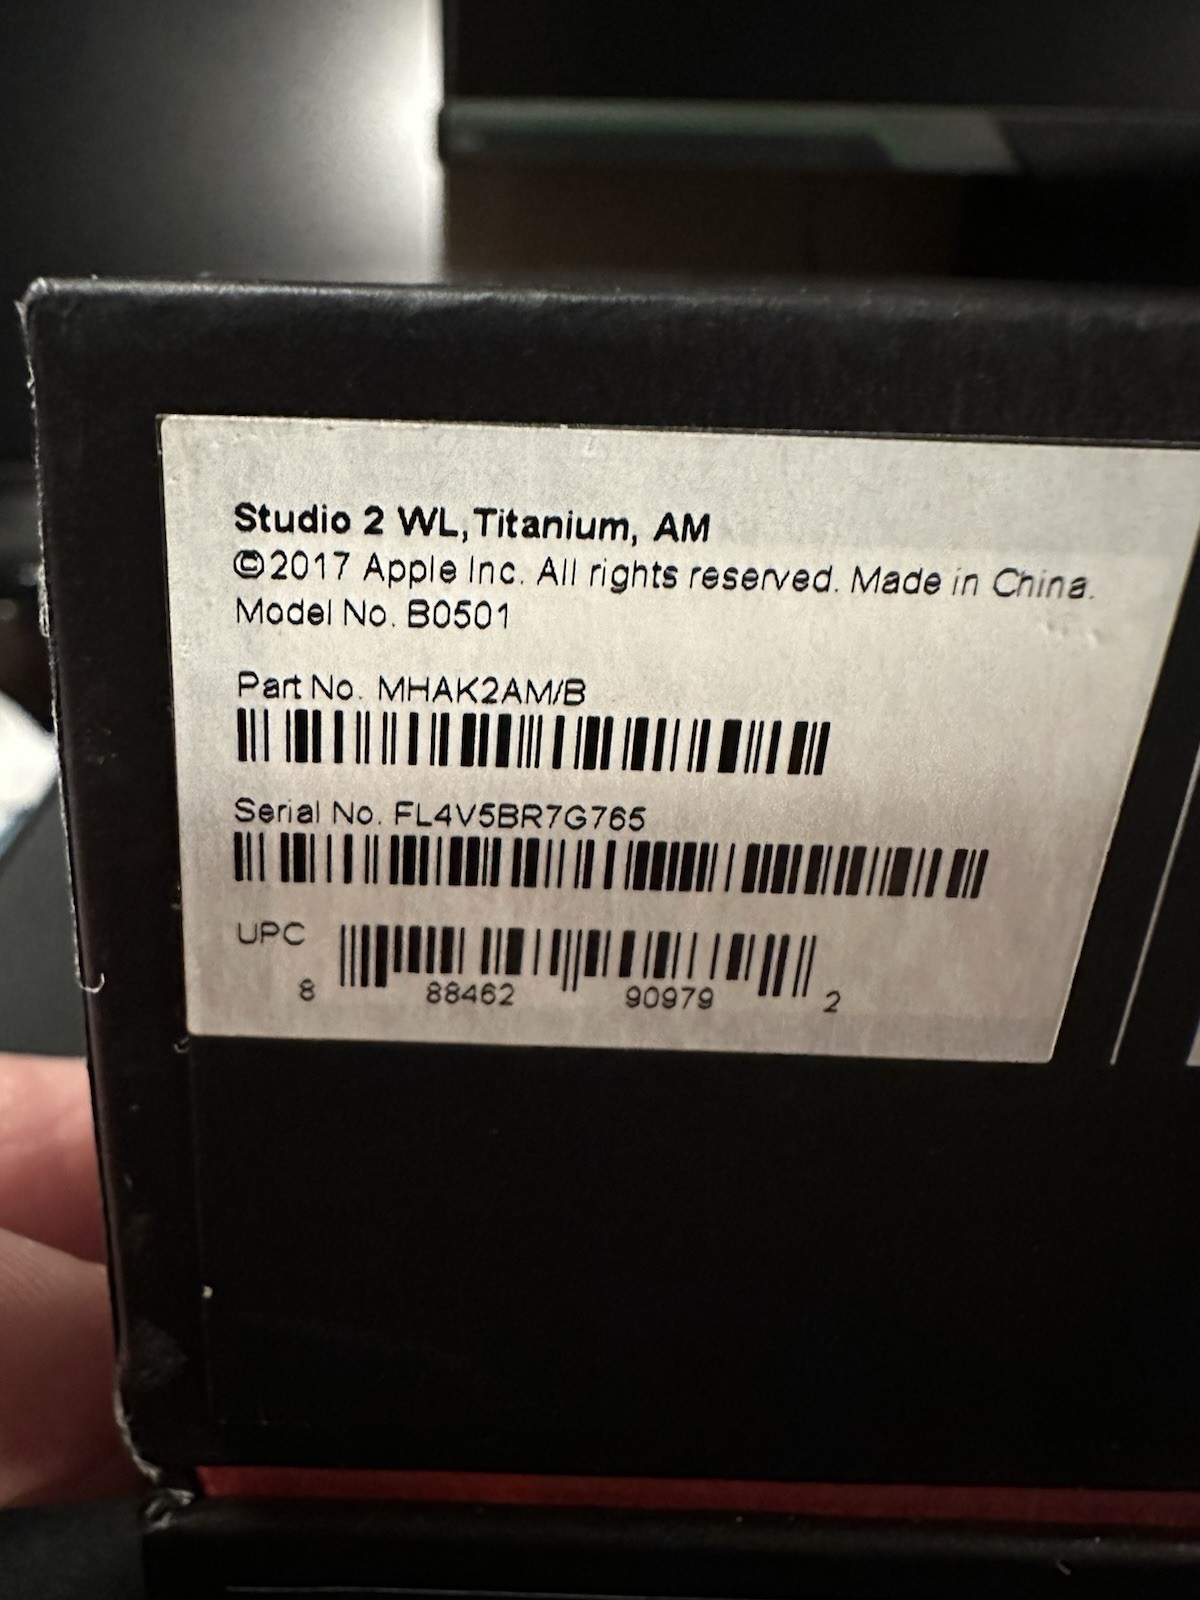 Studio 2 WL,Titanium, AM
©2017 Apple Inc. All rights reserved. Made in China.
Model No. B0501
Part No. MHAK2AM/B
Serial No. FL4V5BR7G765
UPC
8 88462 90979 2